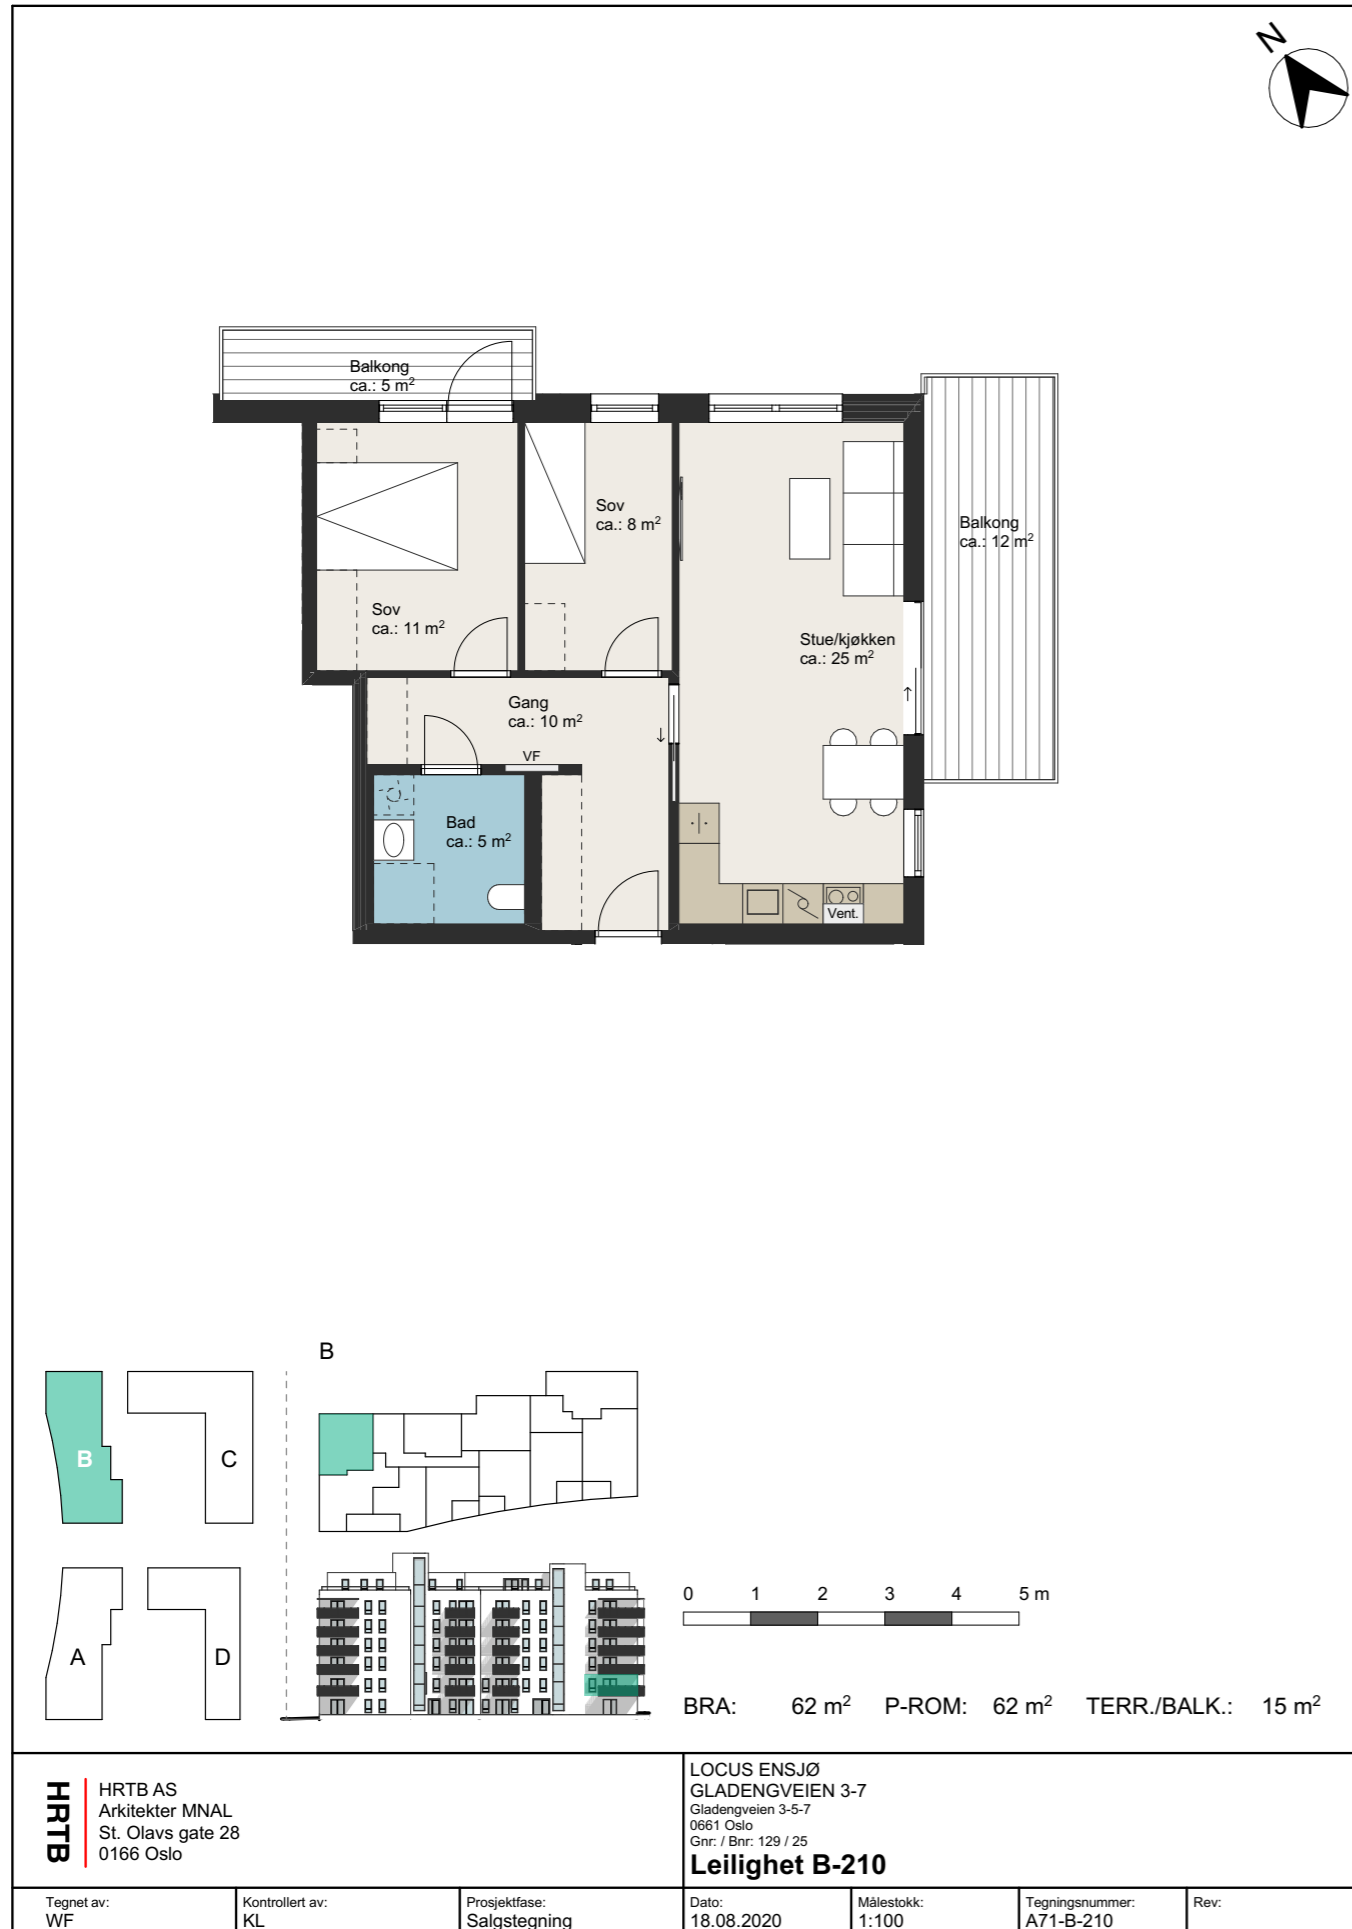 N
Balkong
ca.: 5 m²
Sov
ca.: 8 m²
Balkong
ca.: 12 m²
Sov
ca.: 11 m²
Stue/kjøkken
ca.: 25 m²
Gang
ca.: 10 m²
VF
Bad
ca.: 5 m²
Vent.
B
B
C
A
D
0 1 2 3 4 5 m
BRA: 62 m² P-ROM: 62 m² TERR./BALK.: 15 m²
HRTB
HRTB AS
Arkitekter MNAL
St. Olavs gate 28
0166 Oslo
LOCUS ENSJØ
GLADENGVEIEN 3-7
Gladengveien 3-5-7
0661 Oslo
Gnr: / Bnr: 129 / 25
Leilighet B-210
Tegnet av:
WF
Kontrollert av:
KL
Prosjektfase:
Salgstegning
Dato:
18.08.2020
Målestokk:
1:100
Tegningsnummer:
A71-B-210
Rev: